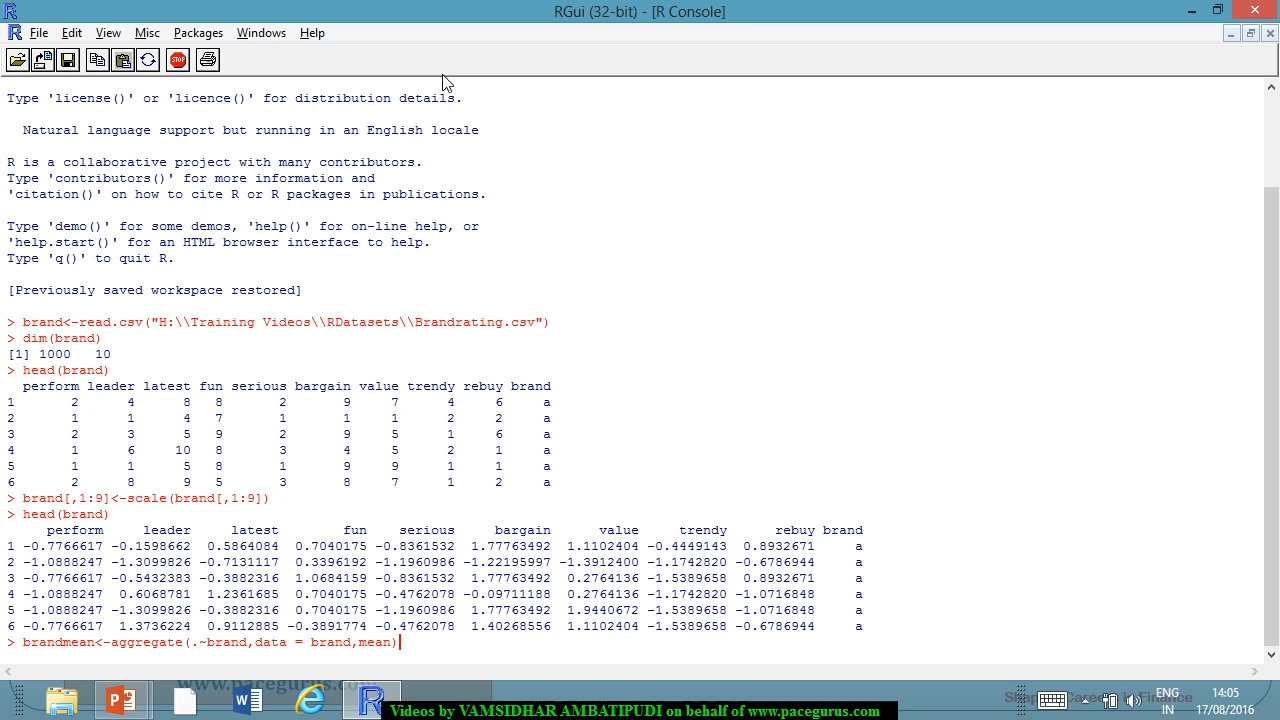 RGui (32-bit) - [R Console]
File Edit View Misc Packages Windows Help
STOP
Type 'license()' or 'licence()' for distribution details.
Natural language support but running in an English locale
R is a collaborative project with many contributors.
Type 'contributors()' for more information and
'citation()' on how to cite R or R packages in publications.
Type 'demo()' for some demos, 'help()' for on-line help, or
'help.start()' for an HTML browser interface to help.
Type 'q()' to quit R.
[Previously saved workspace restored]
> brand<-read.csv("H:\\Training Videos\\RDatasets\\Brandrating.csv")
> dim(brand)
[1] 1000   10
> head(brand)
perform leader latest fun serious bargain value trendy rebuy brand
1 2 4 8 8 2 9 7 4 6 a
2 1 1 4 7 1 1 1 2 2 a
3 2 3 5 9 2 9 5 1 6 a
4 1 6 10 8 3 4 5 2 1 a
5 1 1 5 8 1 9 9 1 1 a
6 2 8 9 5 3 8 7 1 2 a
> brand[,1:9]<-scale(brand[,1:9])
> head(brand)
perform leader latest fun serious bargain value trendy rebuy brand
1 -0.7766617 -0.1598662 0.5864084 0.7040175 -0.8361532 1.77763492 1.1102404 -0.4449143 0.8932671 a
2 -1.0888247 -1.3099826 -0.7131117 0.3396192 -1.1960986 -1.22195997 -1.3912400 -1.1742820 -0.6786944 a
3 -0.7766617 -0.5432383 -0.3882316 1.0684159 -0.8361532 1.77763492 0.2764136 -1.5389658 0.8932671 a
4 -1.0888247 0.6068781 1.2361685 0.7040175 -0.4762078 -0.09711188 0.2764136 -1.1742820 -1.0716848 a
5 -1.0888247 -1.3099826 -0.3882316 0.7040175 -1.1960986 1.77763492 1.9440672 -1.5389658 -1.0716848 a
6 -0.7766617 1.3736224 0.9112885 -0.3891774 -0.4762078 1.40268556 1.1102404 -1.5389658 -0.6786944 a
> brandmean<-aggregate(.~brand,data = brand,mean)
www.pacegurus.com
ENG
IN
14:05
17/08/2016
Videos by VAMSIDHAR AMBATIPUDI on behalf of www.pacegurus.com